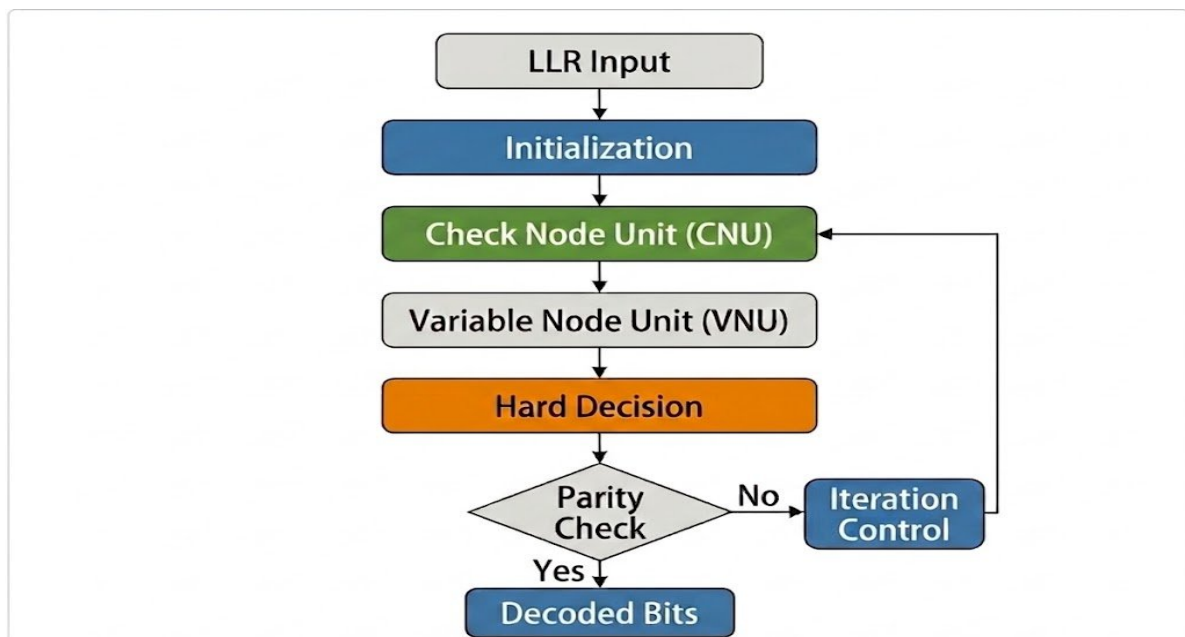 LLR Input
Initialization
Check Node Unit (CNU)
Variable Node Unit (VNU)
Hard Decision
Parity
Check
No
Iteration
Control
Yes
Decoded Bits